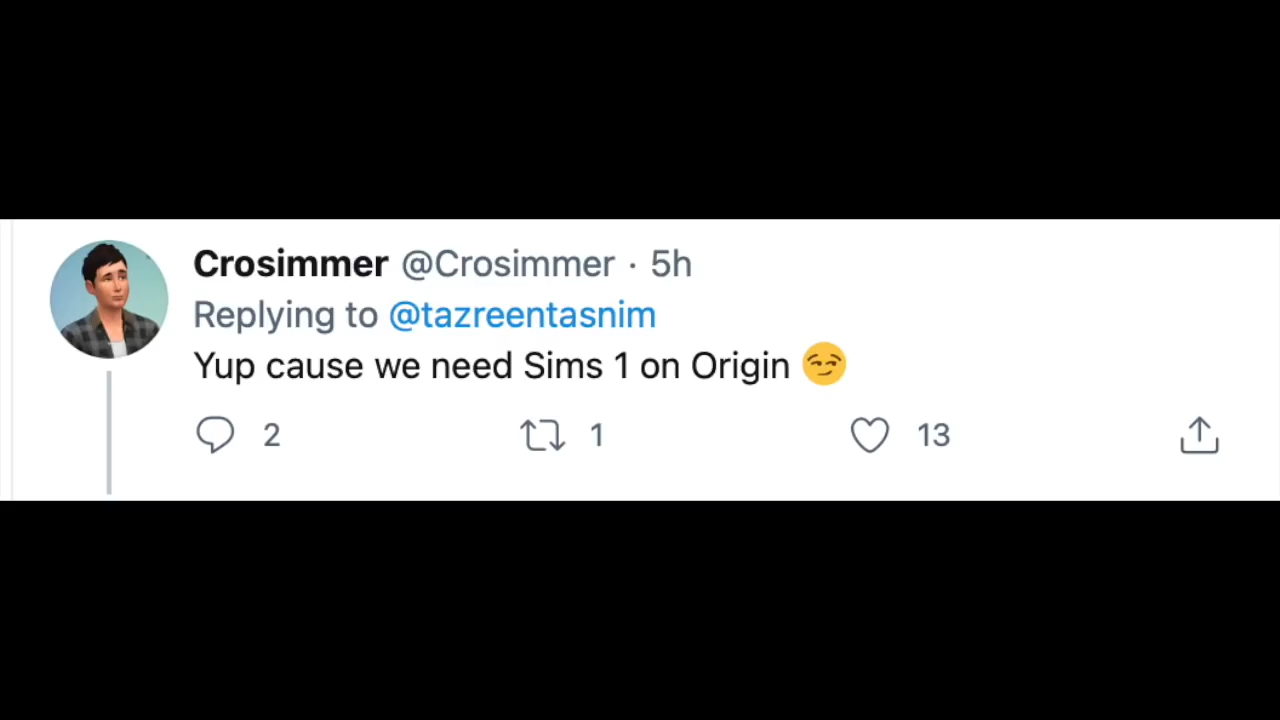 Crosimmer @Crosimmer · 5h
Replying to @tazreentasnim
Yup cause we need Sims 1 on Origin 😏
2 1 13